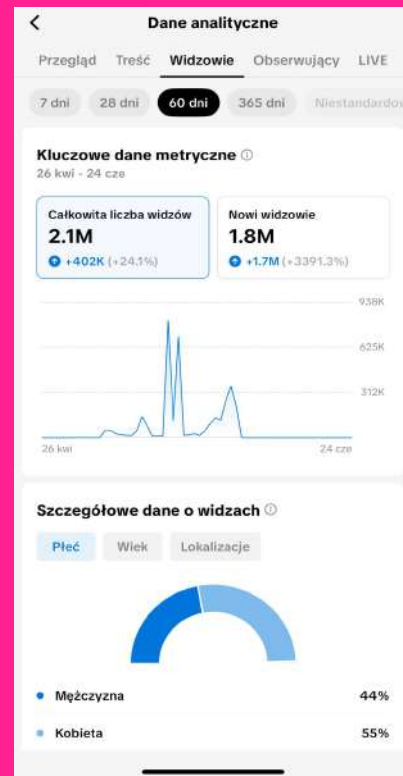 Dane analityczne
Przegląd Treść Widzowie Obserwujący LIVE
7 dni 28 dni 60 dni 365 dni Niestandardow
Kluczowe dane metryczne
26 kwi - 24 cze
Całkowita liczba widzów
2.1M
+402K (+24.1%)
Nowi widzowie
1.8M
+1.7M (+3391.3%)
938K
625K
312K
26 kwi 24 cze
Szczegółowe dane o widzach
Płeć Wiek Lokalizacje
Mężczyzna 44%
Kobieta 55%